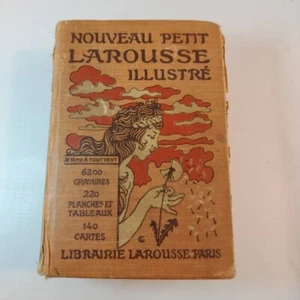 NOUVEAU PETIT
LAROUSSE
ILLUSTRÉ
JE SÈME À TOUT VENT
6200
GRAVURES
220
PLANCHES ET
TABLEAUX
140
CARTES
LIBRAIRIE LAROUSSE. PARIS